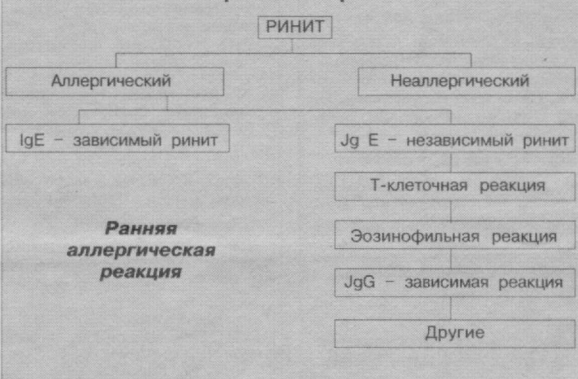 РИНИТ
Аллергический
Неаллергический
IgE – зависимый ринит
Jg E – независимый ринит
Т-клеточная реакция
Ранняя
аллергическая
реакция
Эозинофильная реакция
JgG – зависимая реакция
Другие